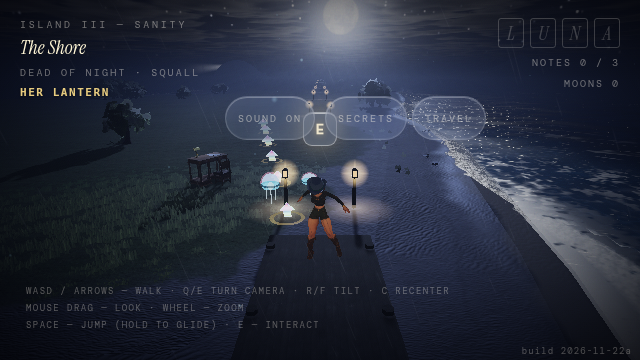 ISLAND III — SANITY
The Shore
DEAD OF NIGHT · SQUALL
HER LANTERN
LUNA
NOTES 0 / 3
MOONS 0
SOUND ON
E
SECRETS
TRAVEL
WASD / ARROWS — WALK · Q/E TURN CAMERA · R/F TILT · C RECENTER
MOUSE DRAG — LOOK · WHEEL — ZOOM
SPACE — JUMP (HOLD TO GLIDE) · E — INTERACT
build 2026-11-22a